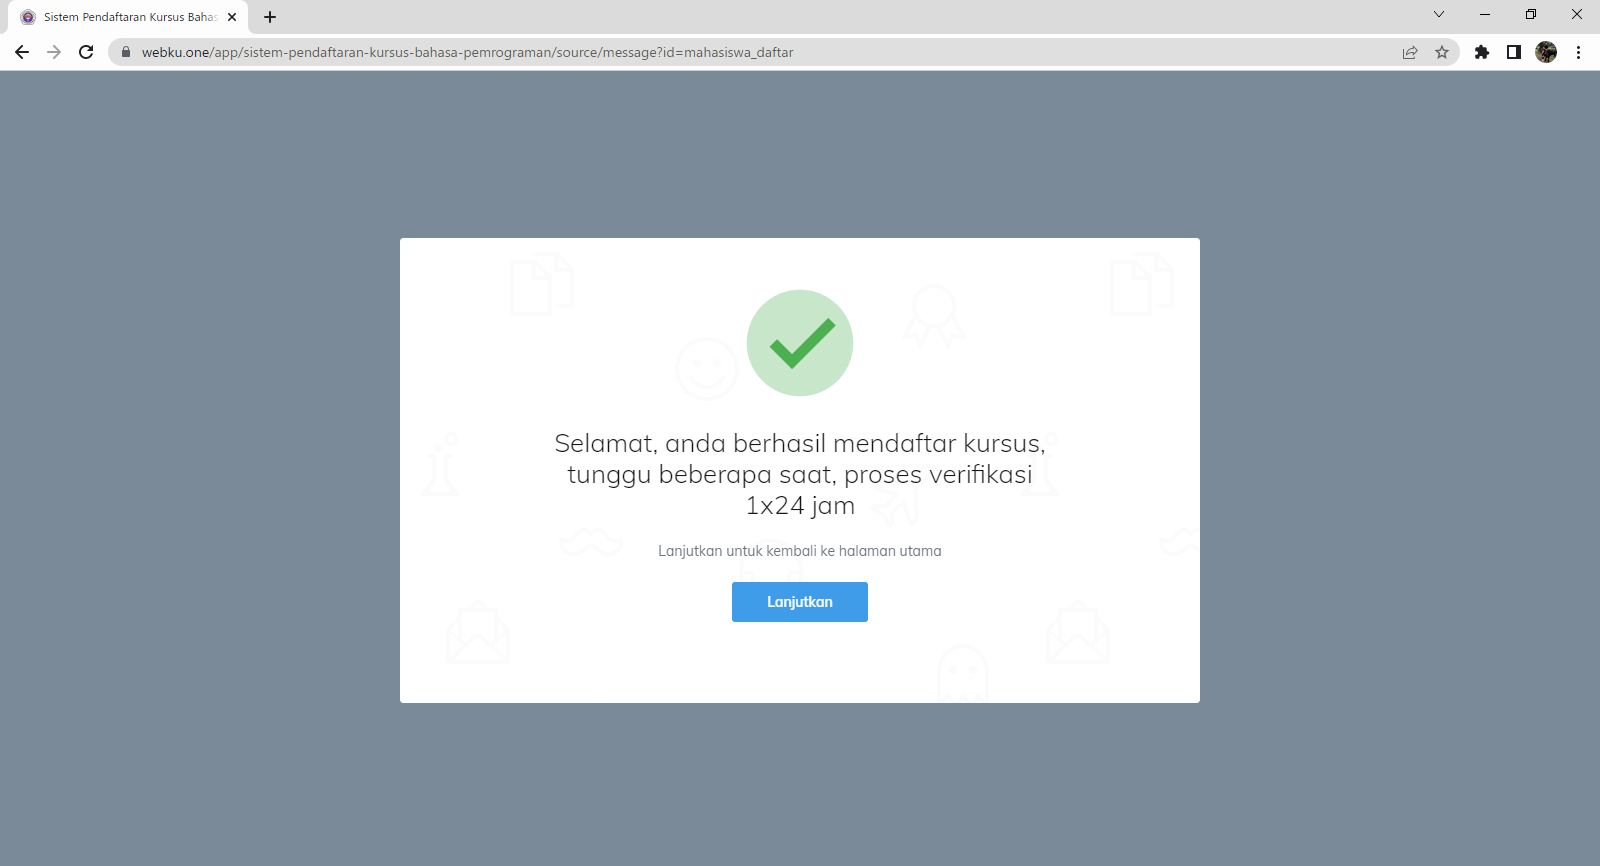 Sistem Pendaftaran Kursus Bahas
webku.one/app/sistem-pendaftaran-kursus-bahasa-pemrograman/source/message?id=mahasiswa_daftar
Selamat, anda berhasil mendaftar kursus,
tunggu beberapa saat, proses verifikasi
1x24 jam
Lanjutkan untuk kembali ke halaman utama
Lanjutkan